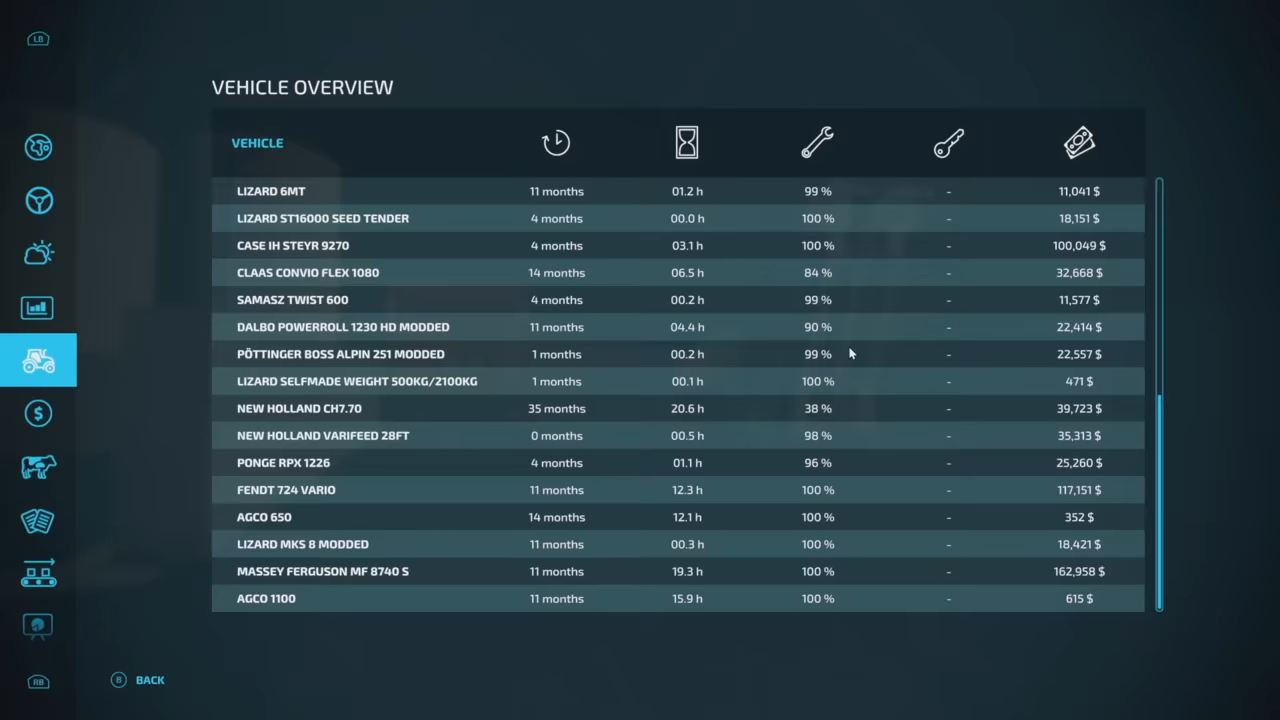 LB
VEHICLE OVERVIEW
VEHICLE
LIZARD 6MT 11 months 01.2 h 99 % - 11,041 $
LIZARD ST16000 SEED TENDER 4 months 00.0 h 100 % - 18,151 $
CASE IH STEYR 9270 4 months 03.1 h 100 % - 100,049 $
CLAAS CONVIO FLEX 1080 14 months 06.5 h 84 % - 32,668 $
SAMASZ TWIST 600 4 months 00.2 h 99 % - 11,577 $
DALBO POWERROLL 1230 HD MODDED 11 months 04.4 h 90 % - 22,414 $
PÖTTINGER BOSS ALPIN 251 MODDED 1 months 00.2 h 99 % - 22,557 $
LIZARD SELFMADE WEIGHT 500KG/2100KG 1 months 00.1 h 100 % - 471 $
NEW HOLLAND CH7.70 35 months 20.6 h 38 % - 39,723 $
NEW HOLLAND VARIFEED 28FT 0 months 00.5 h 98 % - 35,313 $
PONGE RPX 1226 4 months 01.1 h 96 % - 25,260 $
FENDT 724 VARIO 11 months 12.3 h 100 % - 117,151 $
AGCO 650 14 months 12.1 h 100 % - 352 $
LIZARD MKS 8 MODDED 11 months 00.3 h 100 % - 18,421 $
MASSEY FERGUSON MF 8740 S 11 months 19.3 h 100 % - 162,958 $
AGCO 1100 11 months 15.9 h 100 % - 615 $
RB
B BACK